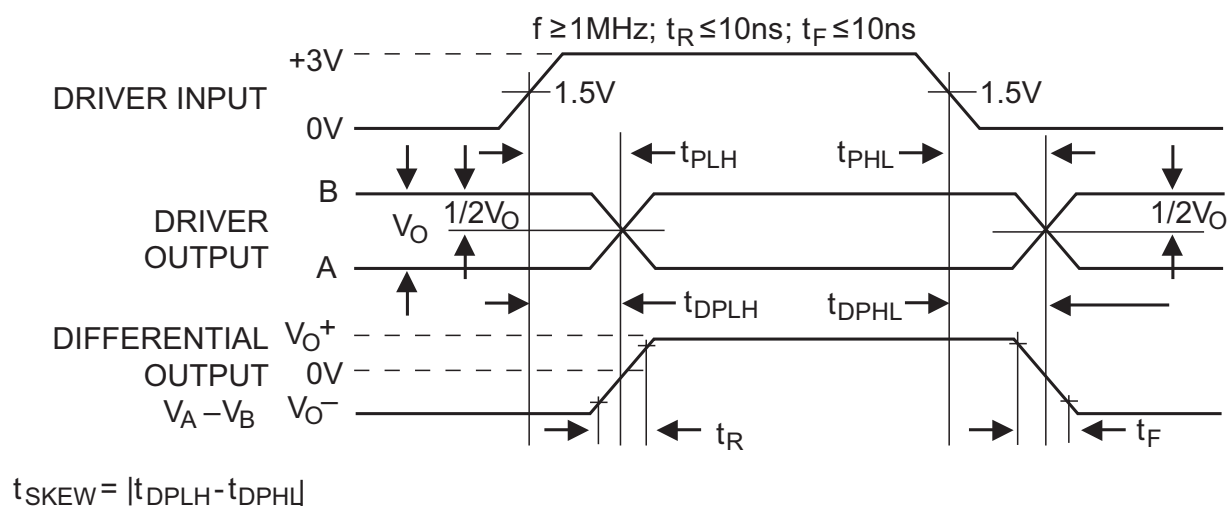 f ≥1MHz; tR ≤10ns; tF ≤10ns
+3V
DRIVER INPUT
1.5V
1.5V
0V
tPLH
tPHL
B
DRIVER
OUTPUT
VO
1/2VO
1/2VO
A
tDPLH
tDPHL
DIFFERENTIAL
OUTPUT
VA –VB
VO+
0V
VO–
tR
tF
tSKEW = |tDPLH - tDPHL|